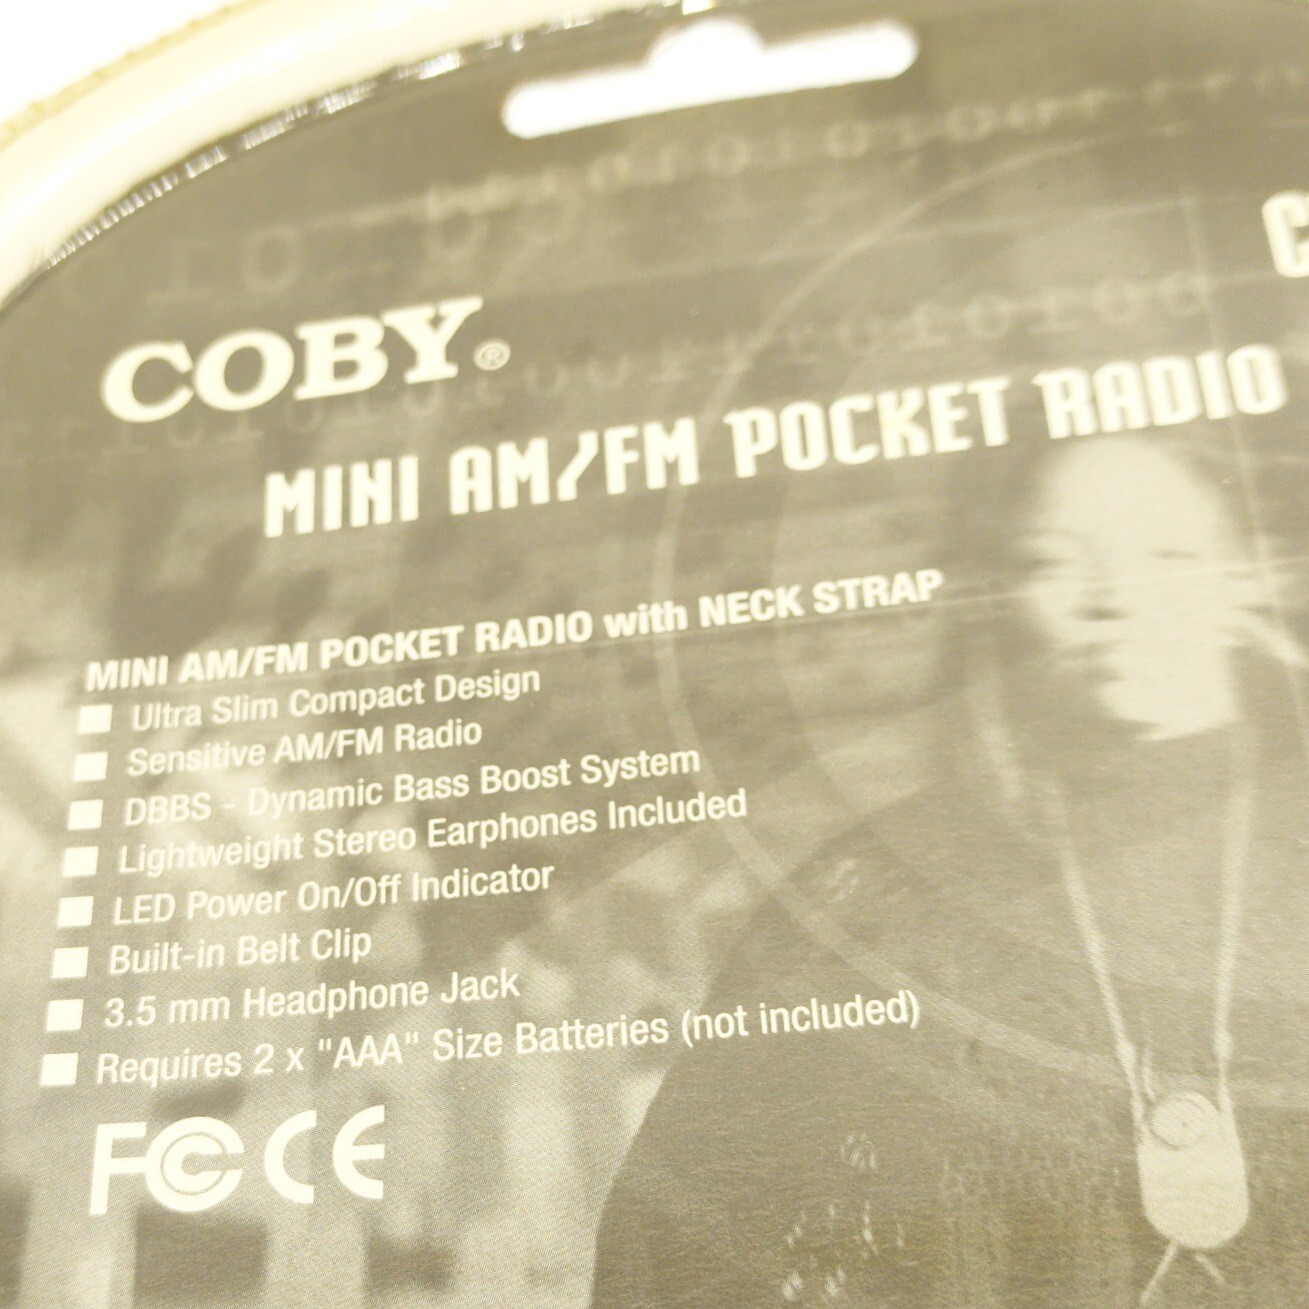 COBY®
MINI AM/FM POCKET RADIO
MINI AM/FM POCKET RADIO with NECK STRAP
Ultra Slim Compact Design
Sensitive AM/FM Radio
DBBS - Dynamic Bass Boost System
Lightweight Stereo Earphones Included
LED Power On/Off Indicator
Built-in Belt Clip
3.5 mm Headphone Jack
Requires 2 x "AAA" Size Batteries (not included)
FC CE